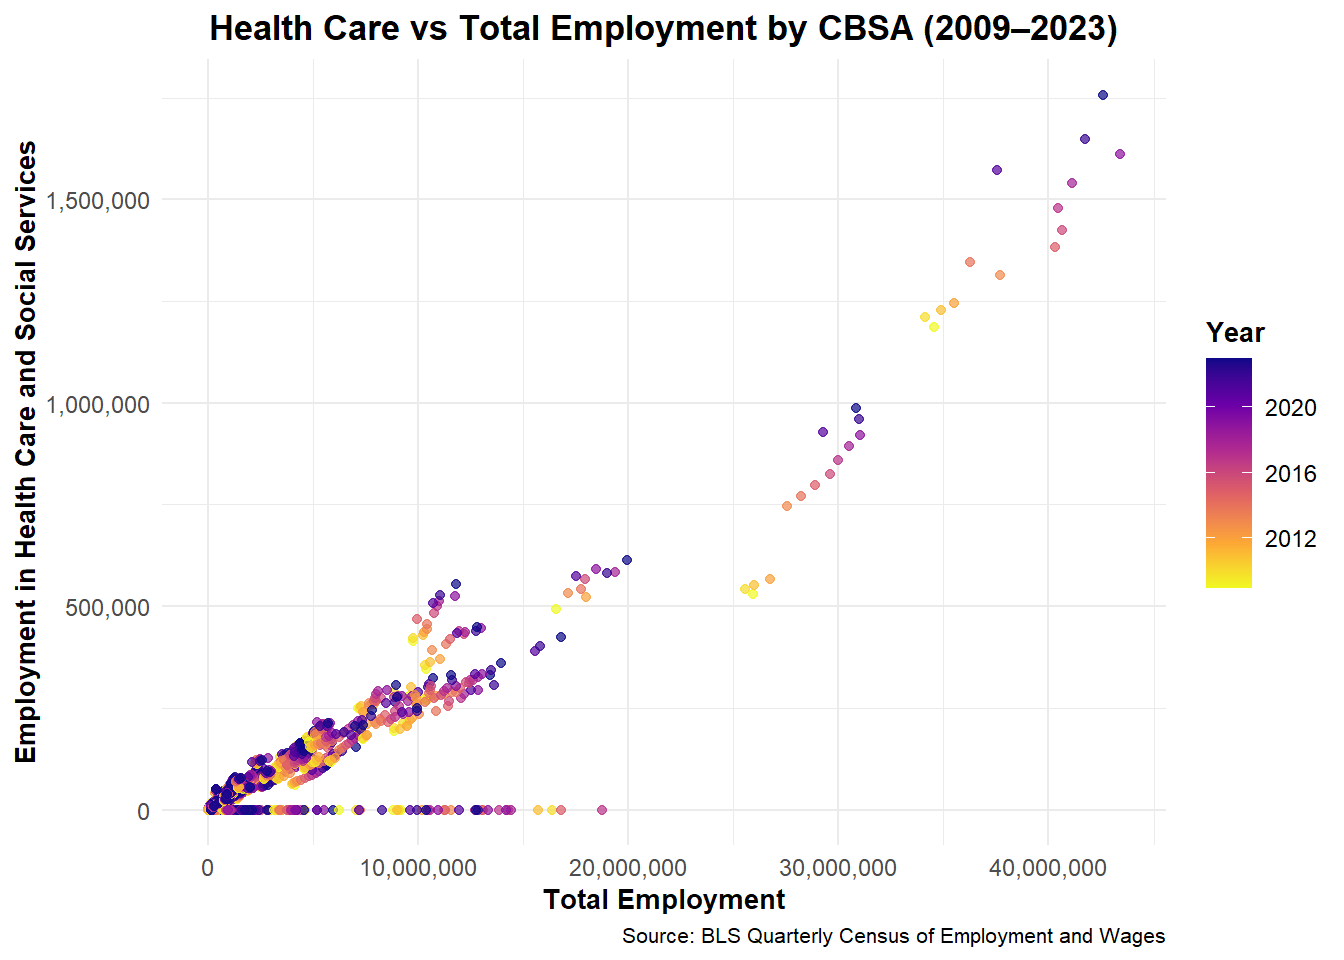 Health Care vs Total Employment by CBSA (2009–2023)
Employment in Health Care and Social Services
1,500,000
1,000,000
500,000
0
0
10,000,000
20,000,000
30,000,000
40,000,000
Total Employment
Year
2020
2016
2012
Source: BLS Quarterly Census of Employment and Wages